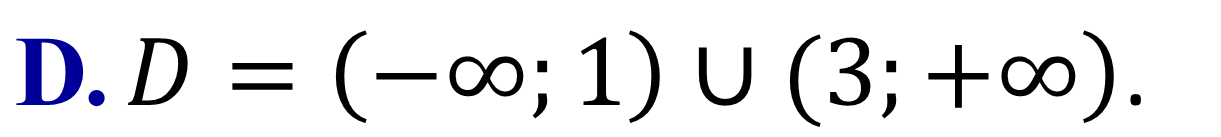 D. D = (−∞; 1) ∪ (3; +∞).